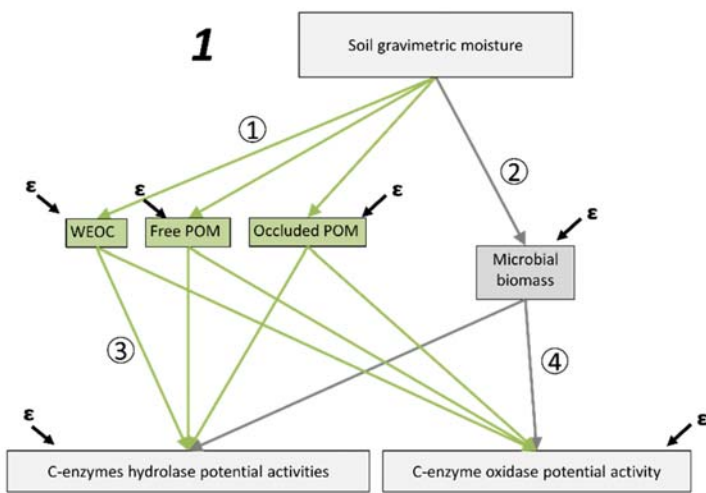 1
Soil gravimetric moisture
①
②
ε
ε
ε
ε
WEOC
Free POM
Occluded POM
Microbial
biomass
③
④
ε
ε
C-enzymes hydrolase potential activities
C-enzyme oxidase potential activity